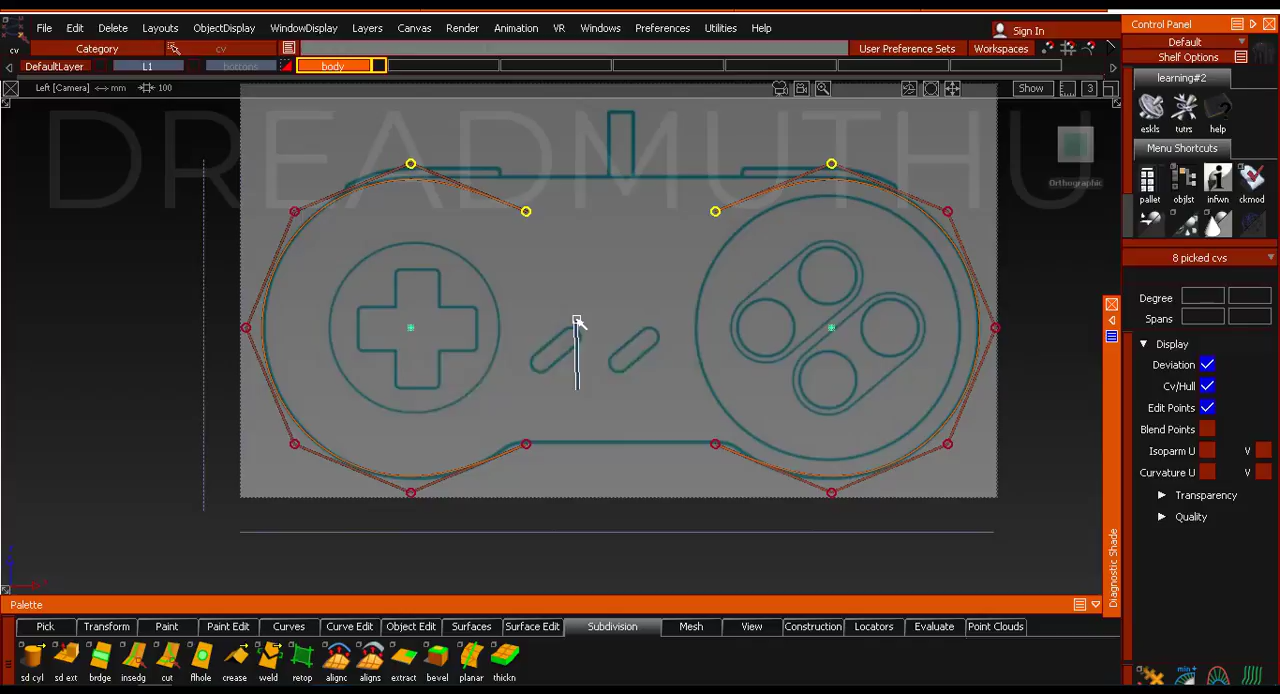 File Edit Delete Layouts ObjectDisplay WindowDisplay Layers Canvas Render Animation VR Windows Preferences Utilities Help Sign In
cv Category cv User Preference Sets Workspaces
DefaultLayer L1 bottons body
Left [Camera] mm 100 Show 3
DREADMUTHU
Orthographic
Control Panel
Default
Shelf Options
learning#2
eskls tutrs help
Menu Shortcuts
pallet objlst infwn ckmod
8 picked cvs
Degree
Spans
Display
Deviation
Cv/Hull
Edit Points
Blend Points
Isoparm U V
Curvature U V
Transparency
Quality
Diagnostic Shade
Palette
Pick Transform Paint Paint Edit Curves Curve Edit Object Edit Surfaces Surface Edit Subdivision Mesh View Construction Locators Evaluate Point Clouds
sd cyl sd ext brdge insedg cut flhole crease weld retop alignc aligns extract bevel planar thickn
min